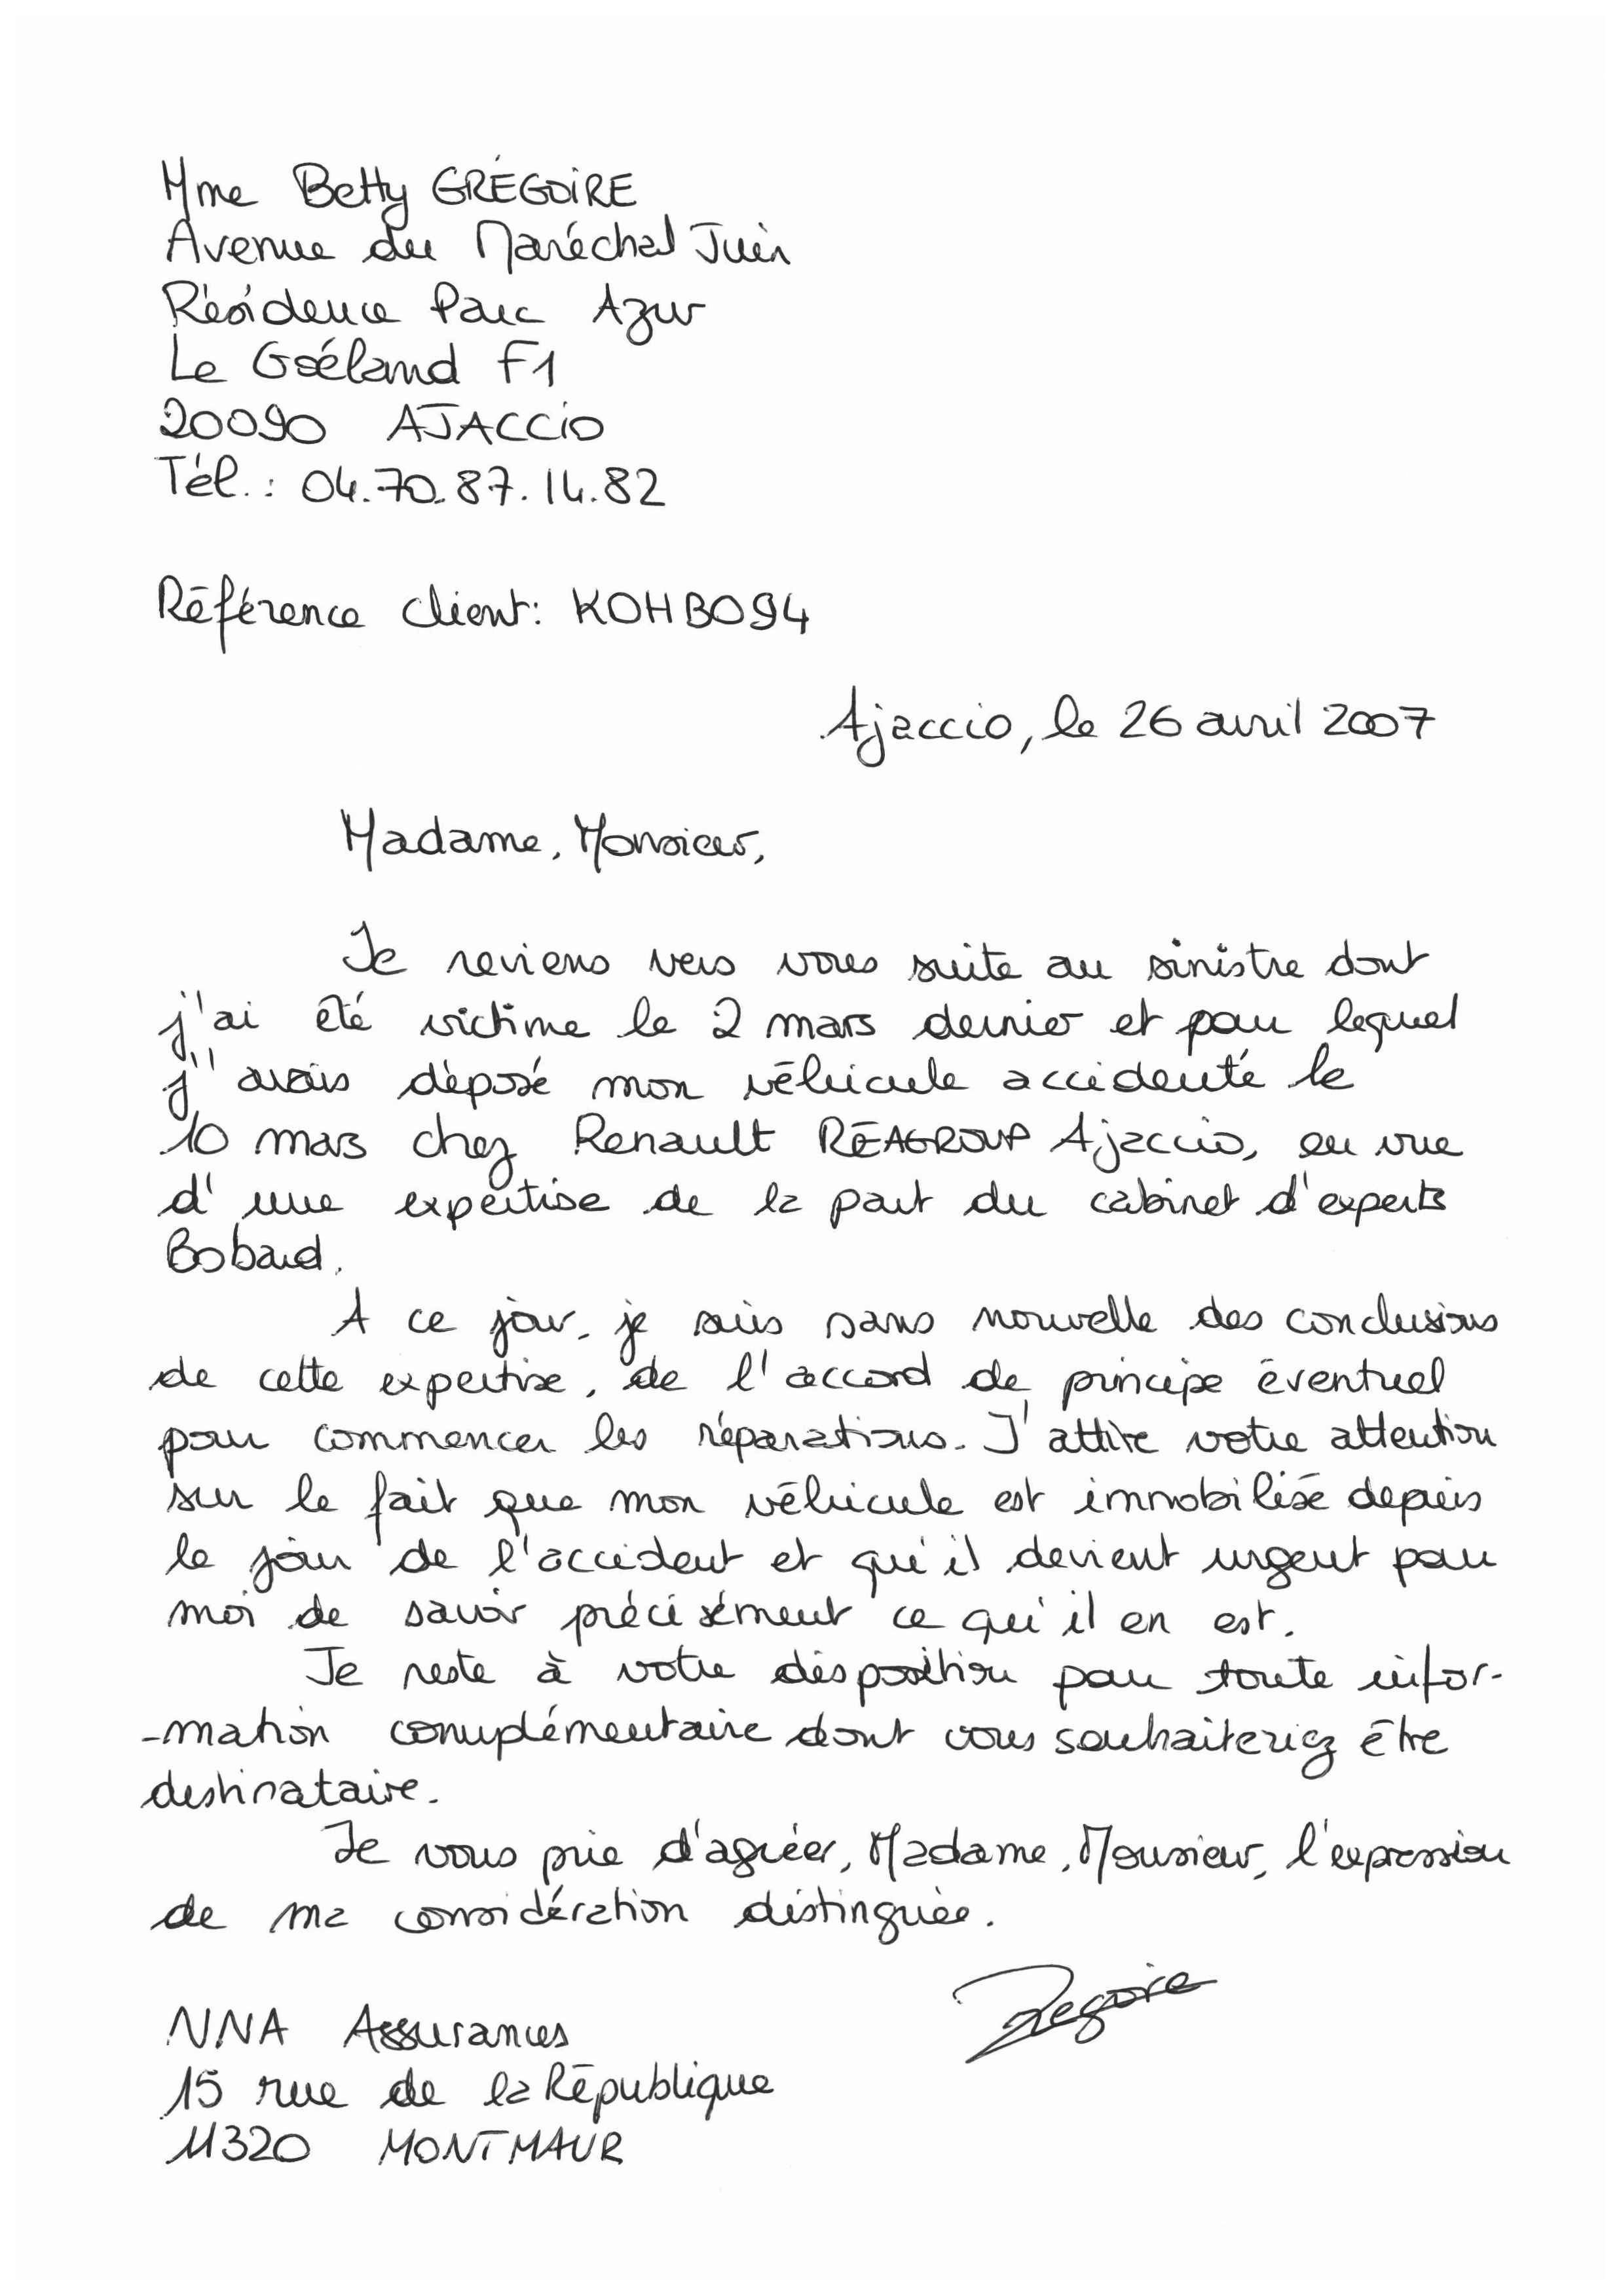 Mme Betty GRÉGOIRE
Avenue du Maréchal Juin
Résidence Parc Azur
Le Goéland F1
20090 AJACCIO
Tél.: 04.70.87.14.82
Référence client: KOHBO94
Ajaccio, le 26 avril 2007
Madame, Monsieur,
Je reviens vers vous suite au sinistre dont
j'ai été victime le 2 mars dernier et pour lequel
j'avais déposé mon véhicule accidenté le
10 mars chez Renault RÉAGROUP Ajaccio, en vue
d'une expertise de la part du cabinet d'experts
Bobard.
A ce jour, je suis sans nouvelle des conclusions
de cette expertise, de l'accord de principe éventuel
pour commencer les réparations. J'attire votre attention
sur le fait que mon véhicule est immobilisé depuis
le jour de l'accident et qu'il devient urgent pour
moi de savoir précisément ce qu'il en est.
Je reste à votre disposition pour toute infor-
-mation complémentaire dont vous souhaiteriez être
destinataire.
Je vous prie d'agréer, Madame, Monsieur, l'expression
de ma considération distinguée.
Gregoire
NNA Assurances
15 rue de la République
11320 MONTMAUR